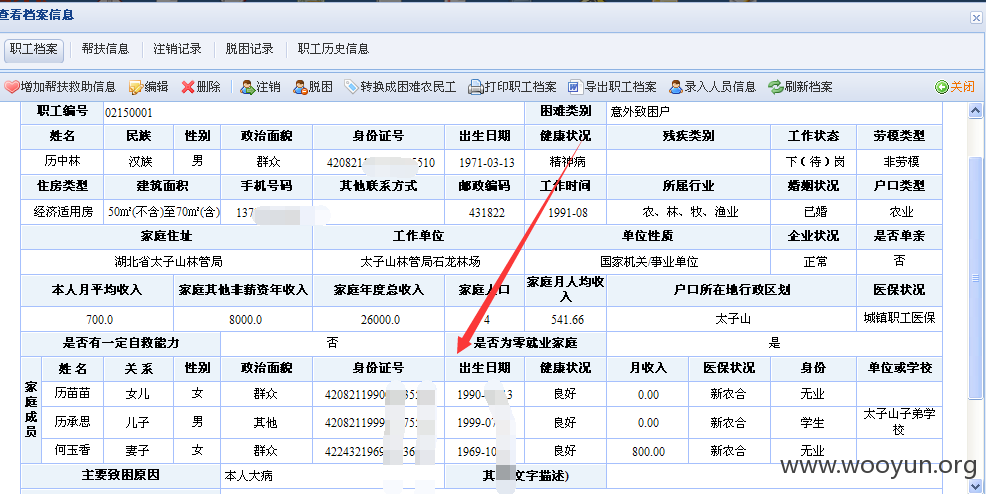 查看档案信息
职工档案 帮扶信息 注销记录 脱困记录 职工历史信息
增加帮扶救助信息 编辑 删除 注销 脱困 转换成困难农民工 打印职工档案 导出职工档案 录入人员信息 刷新档案 关闭
职工编号 02150001 困难类别 意外致困户
姓名 民族 性别 政治面貌 身份证号 出生日期 健康状况 残疾类别 工作状态 劳模类型
历中林 汉族 男 群众 420821 5510 1971-03-13 精神病 下（待）岗 非劳模
住房类型 建筑面积 手机号码 其他联系方式 邮政编码 工作时间 所属行业 婚姻状况 户口类型
经济适用房 50m²(不含)至70m²(含) 137 431822 1991-08 农、林、牧、渔业 已婚 农业
家庭住址 工作单位 单位性质 企业状况 是否单亲
湖北省太子山林管局 太子山林管局石龙林场 国家机关/事业单位 正常 否
本人月平均收入 家庭其他非薪资年收入 家庭年度总收入 家庭人口 家庭月人均收入 户口所在地行政区划 医保状况
700.0 8000.0 26000.0 4 541.66 太子山 城镇职工医保
是否有一定自救能力 否 是否为零就业家庭 是
家庭成员
姓 名 关 系 性别 政治面貌 身份证号 出生日期 健康状况 月收入 医保状况 身份 单位或学校
历苗苗 女儿 女 群众 4208211990 355 1990- 13 良好 0.00 新农合 无业
历承思 儿子 男 其他 4208211999 755 1999-07 良好 0.00 新农合 学生 太子山子弟学校
何玉香 妻子 女 群众 4224321969 36 1969-10 良好 800.00 新农合 无业
主要致困原因 本人大病 其 文字描述)
www.wooyun.org